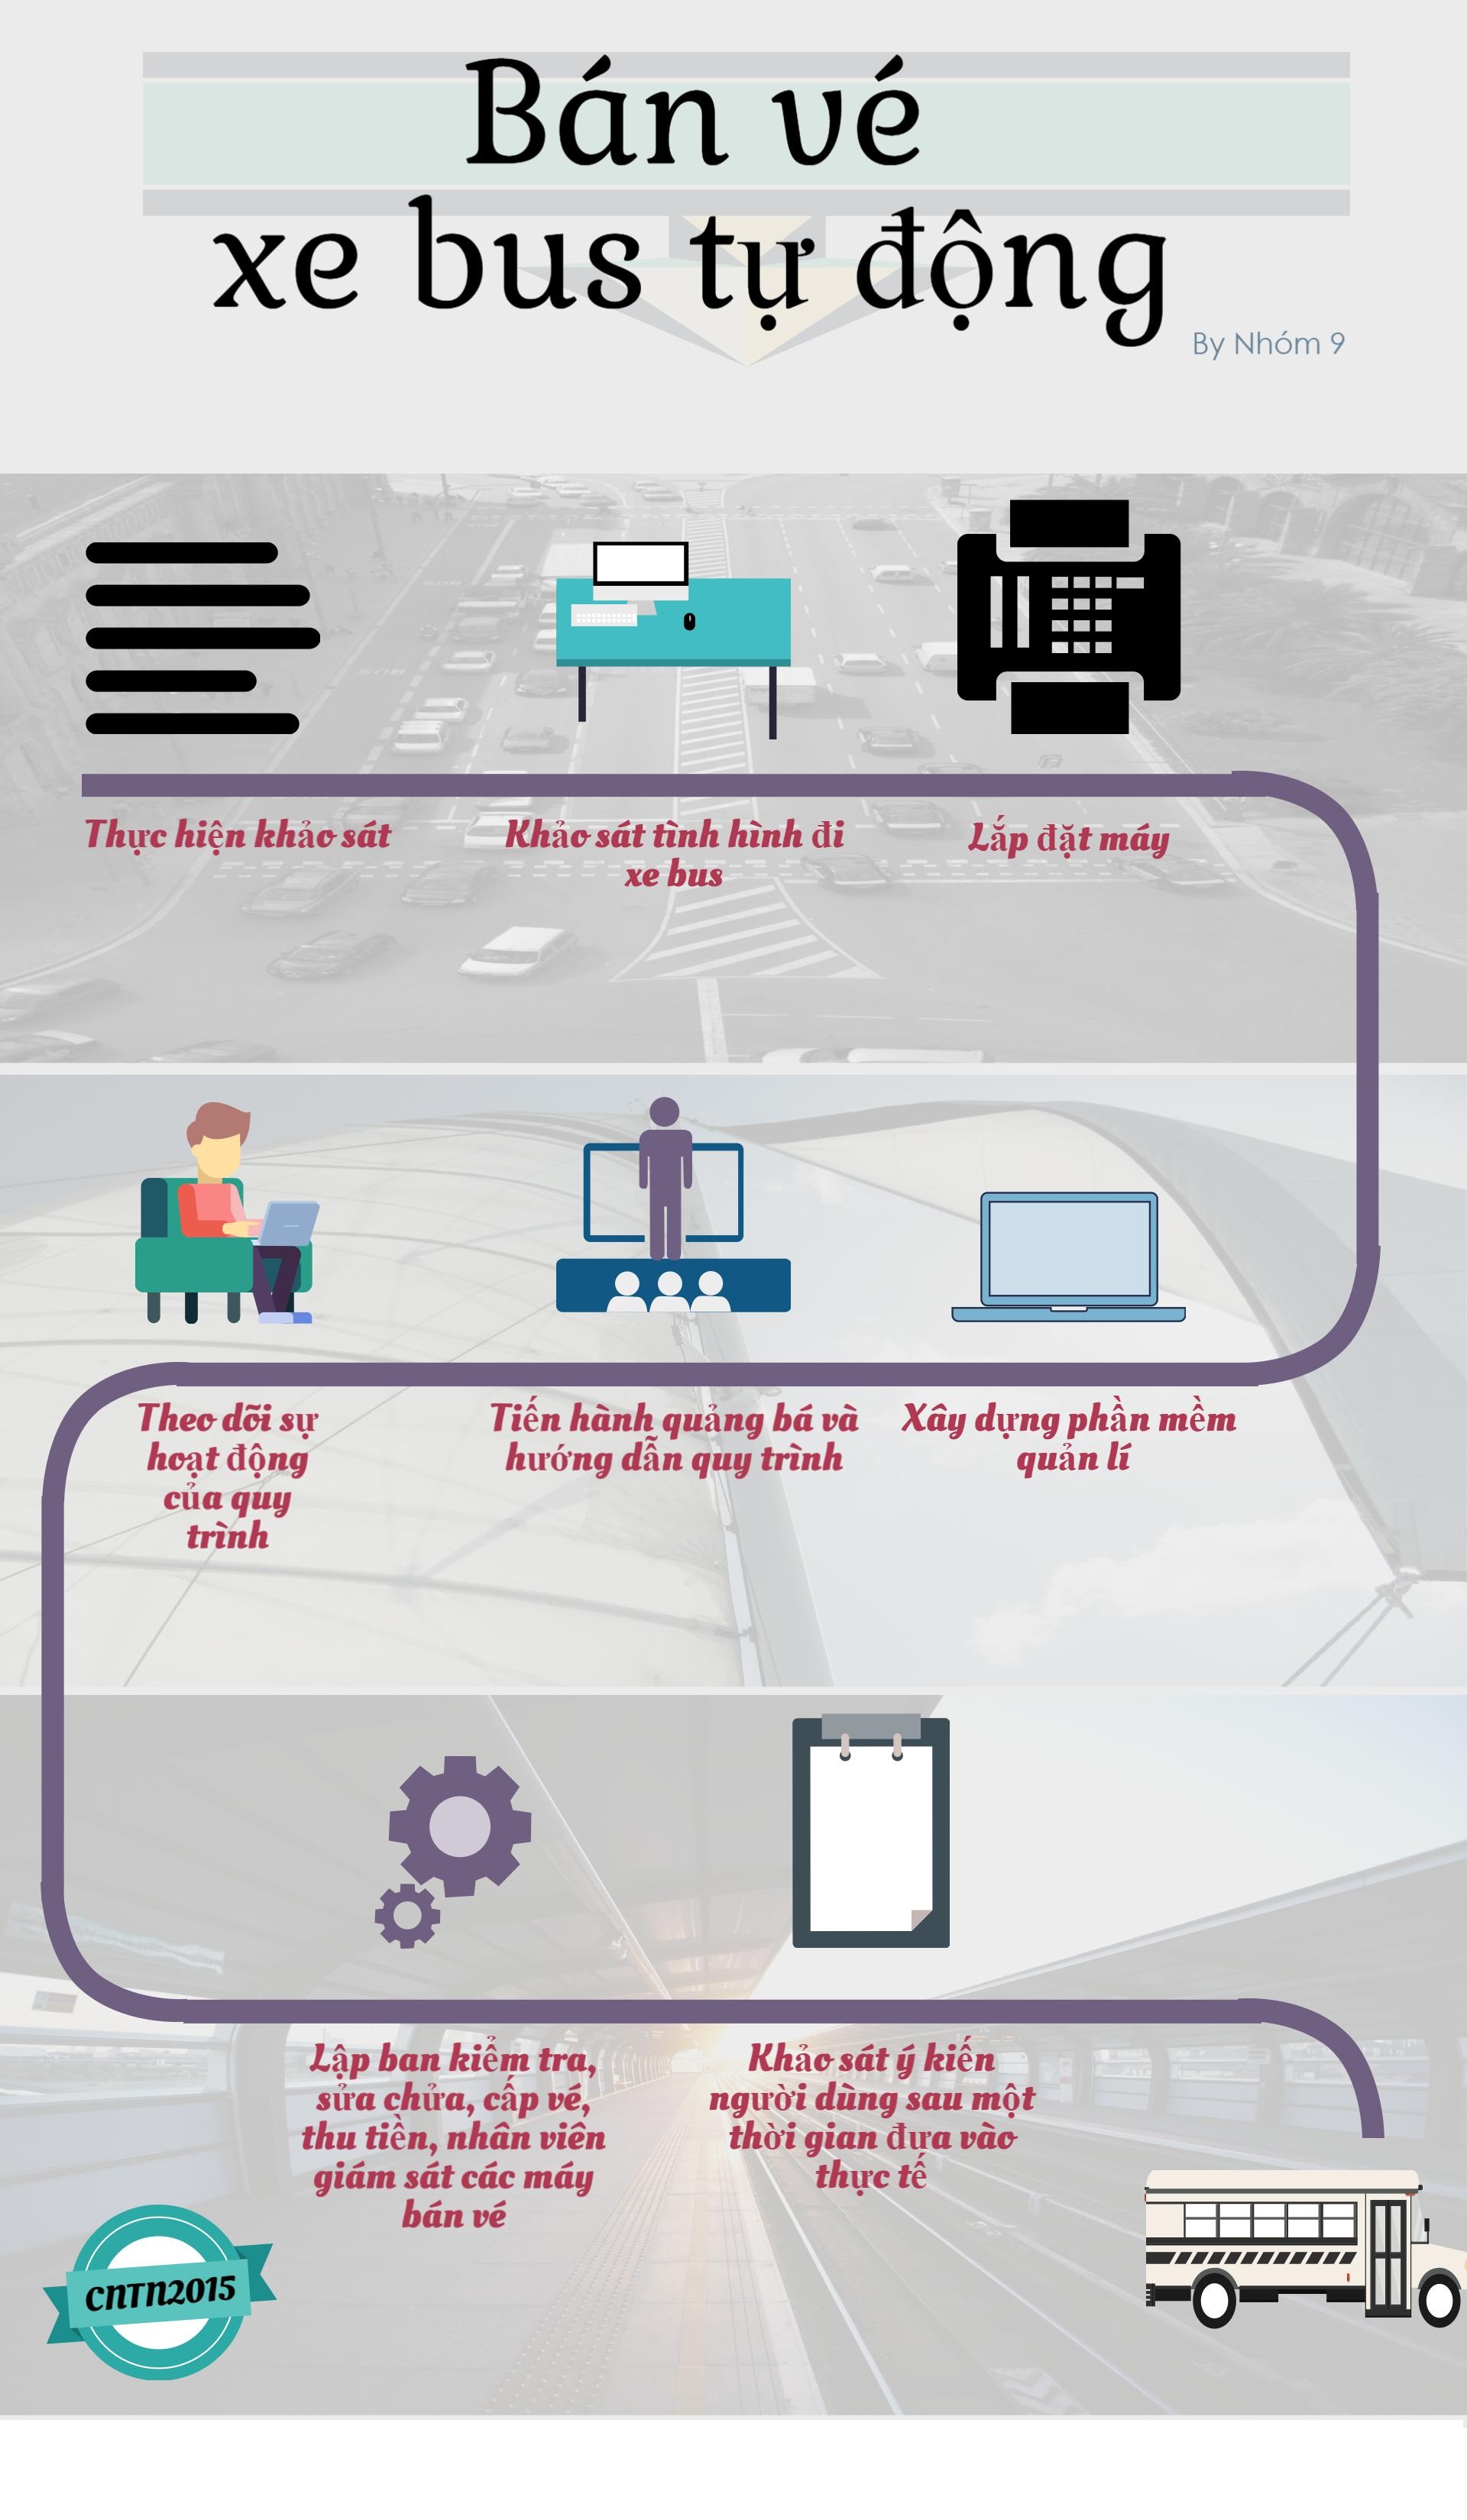 Bán vé
xe bus tự động
By Nhóm 9
Thực hiện khảo sát
Khảo sát tình hình đi
xe bus
Lắp đặt máy
Theo dõi sự
hoạt động
của quy
trình
Tiến hành quảng bá và
hướng dẫn quy trình
Xây dựng phần mềm
quản lí
Lập ban kiểm tra,
sửa chửa, cấp vé,
thu tiền, nhân viên
giám sát các máy
bán vé
Khảo sát ý kiến
người dùng sau một
thời gian đưa vào
thực tế
CNTN2015